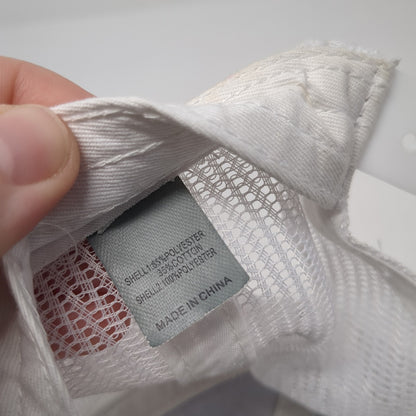 SHELL1:65%POLYESTER
35%COTTON
SHELL2:100%POLYESTER
MADE IN CHINA